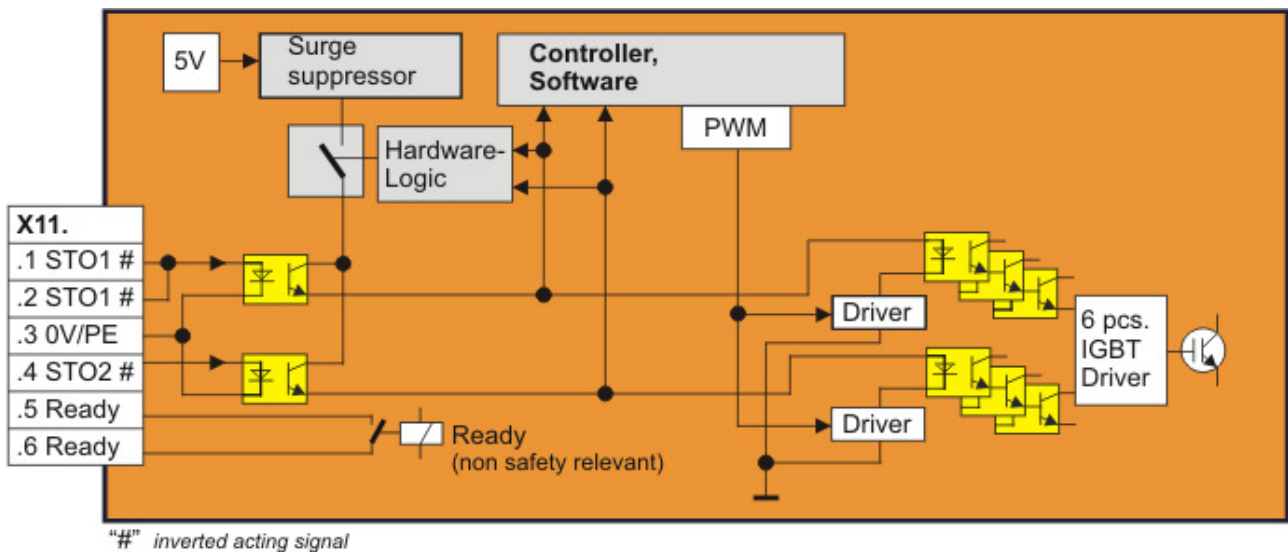 5V
Surge
suppressor
Controller,
Software
PWM
Hardware-
Logic
X11.
.1 STO1 #
.2 STO1 #
.3 0V/PE
.4 STO2 #
.5 Ready
.6 Ready
Driver
6 pcs.
IGBT
Driver
Driver
Ready
(non safety relevant)
"#" inverted acting signal